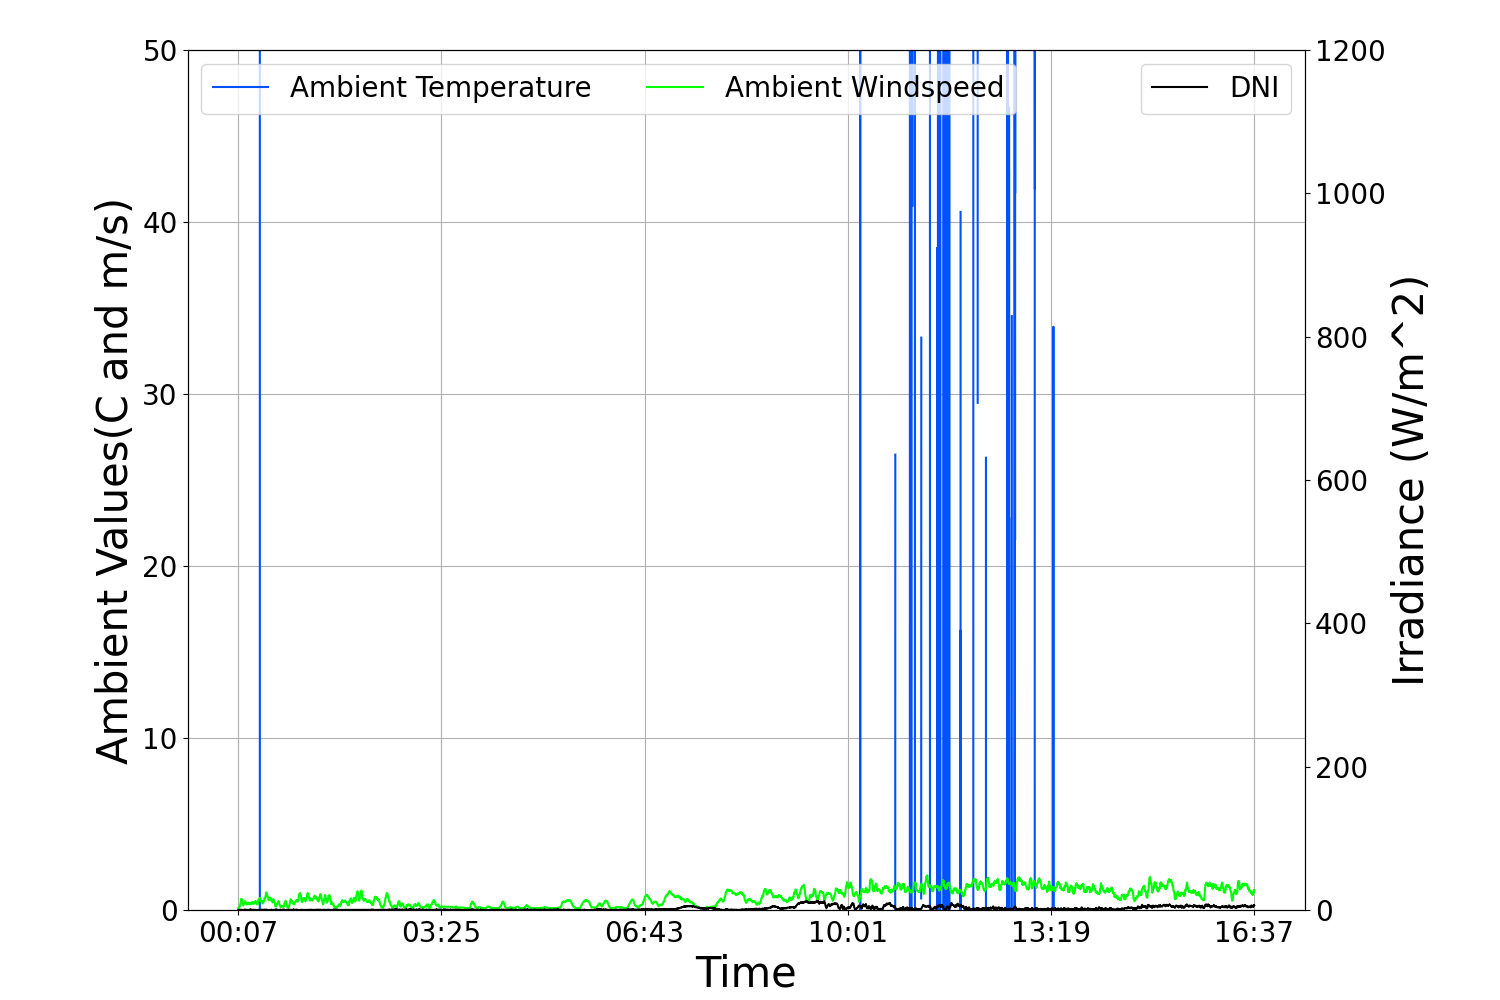 Ambient Temperature
Ambient Windspeed
DNI
Ambient Values(C and m/s)
50
40
30
20
10
0
1200
1000
800
600
400
200
0
Irradiance (W/m^2)
00:07 03:25 06:43 10:01 13:19 16:37
Time